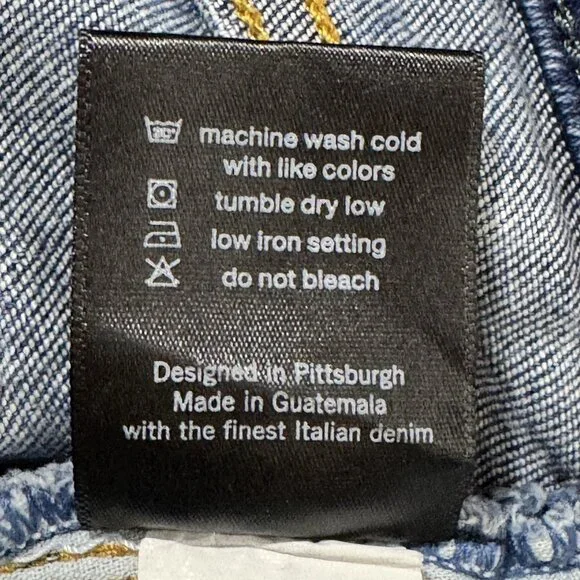 30°
machine wash cold
with like colors
tumble dry low
low iron setting
do not bleach
Designed in Pittsburgh
Made in Guatemala
with the finest Italian denim